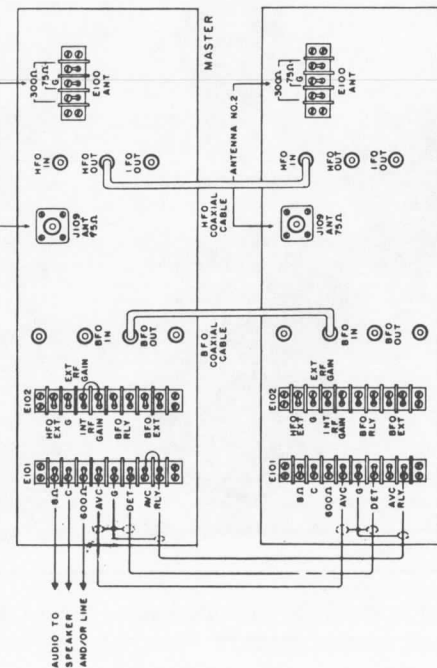 MASTER
300Ω
75Ω
G
E100
ANT
HFO
IN
HFO
OUT
IFO
OUT
J109
ANT
75Ω
BFO
IN
BFO
OUT
E102
HFO
EXT
G
EXT
RF
GAIN
INT
RF
GAIN
BFO
RLY
BFO
EXT
E101
8Ω
C
600Ω
AVC
G
DET
AVC
RLY
AUDIO TO
SPEAKER
AND/OR LINE
ANTENNA NO.2
HFO
COAXIAL
CABLE
BFO
COAXIAL
CABLE
300Ω
75Ω
G
E100
ANT
HFO
IN
HFO
OUT
IFO
OUT
J109
ANT
75Ω
BFO
IN
BFO
OUT
E102
HFO
EXT
G
EXT
RF
GAIN
INT
RF
GAIN
BFO
RLY
BFO
EXT
E101
8Ω
C
600Ω
AVC
G
DET
AVC
RLY